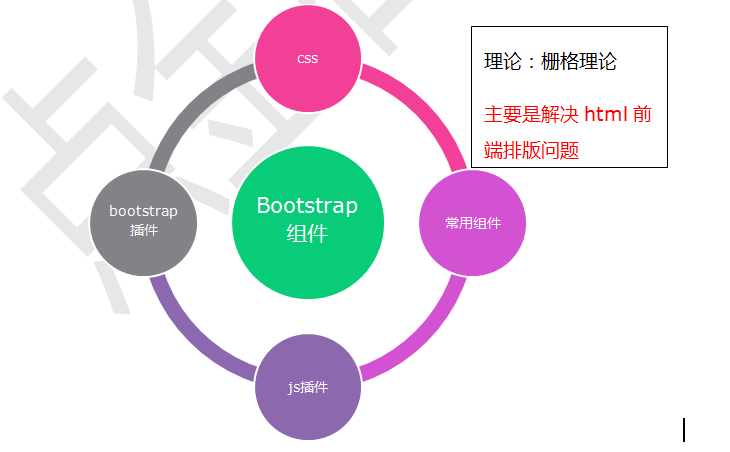 css
理论：栅格理论
主要是解决 html 前
端排版问题
bootstrap
插件
Bootstrap
组件
常用组件
js插件